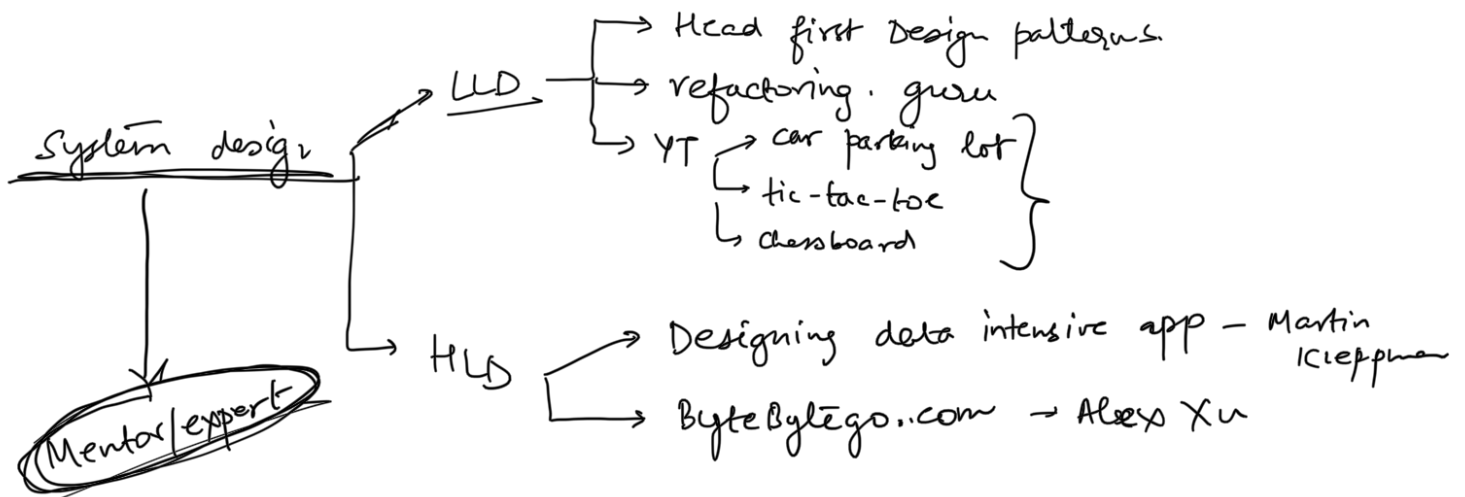 Head first Design patterns.
LLD
refactoring. guru
System design
YT car parking lot
tic-tac-toe
chessboard
Designing data intensive app - Martin
Kleppman
HLD
ByteByTego..com → Alex Xu
Mentor/expert